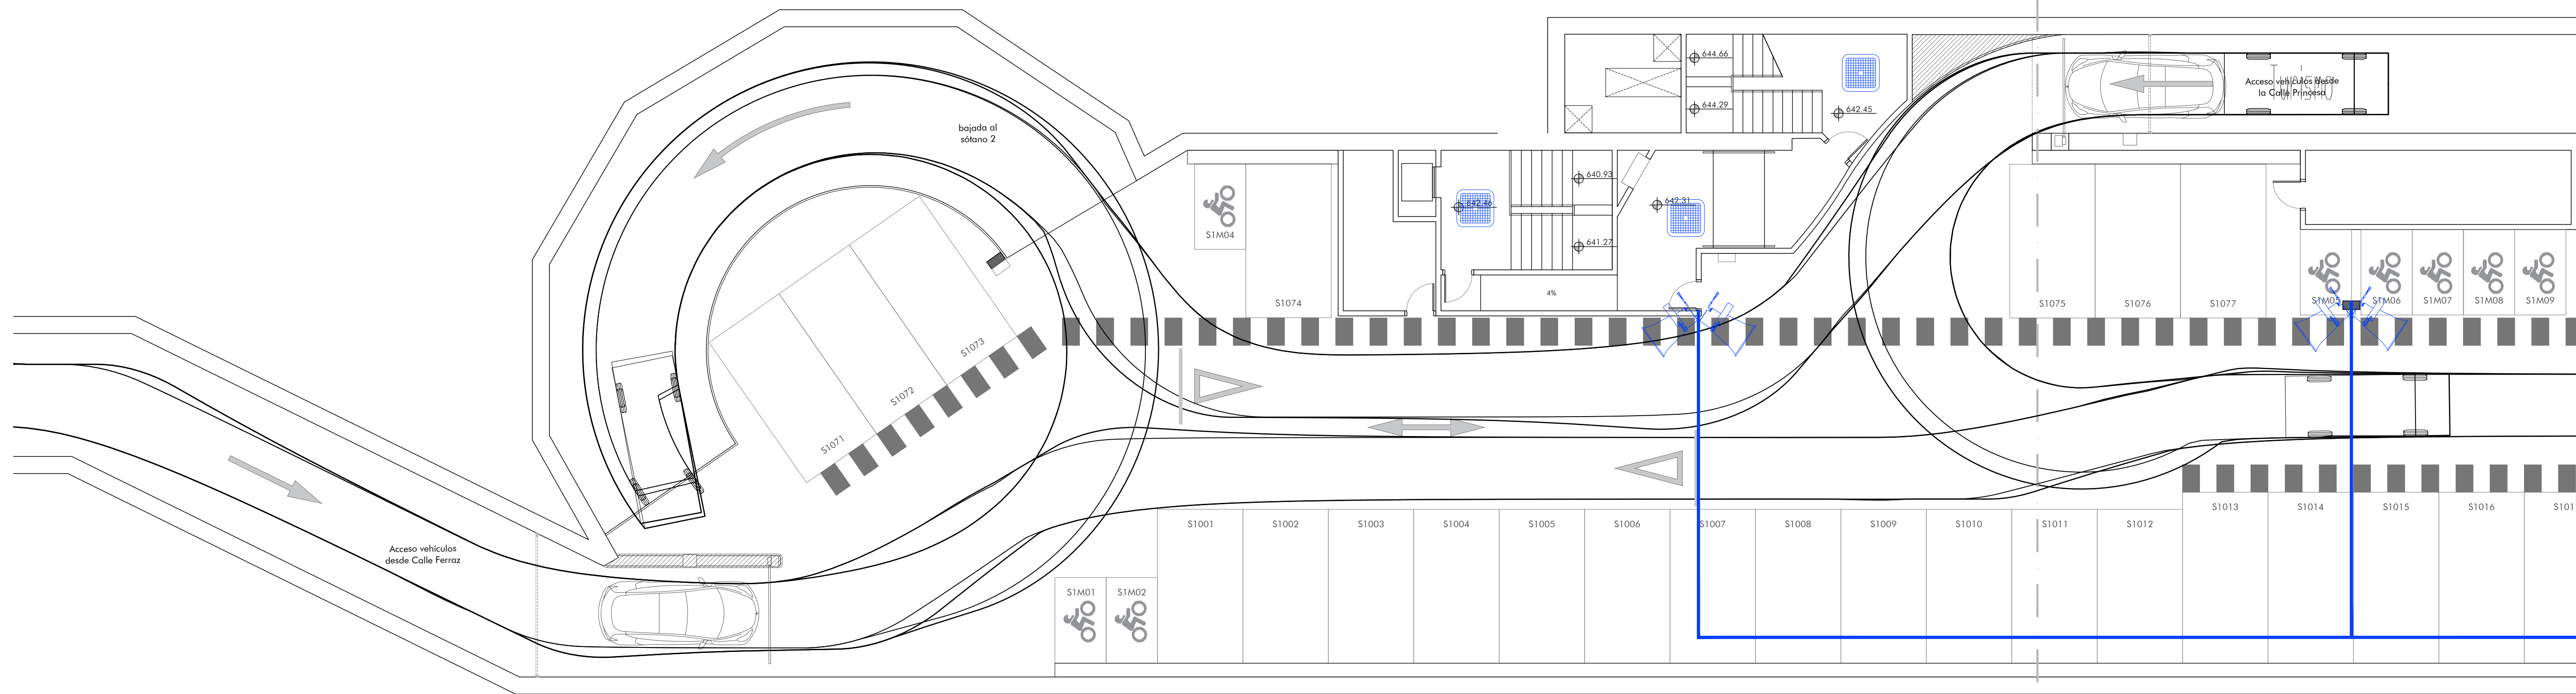 644.66
644.29
642.45
Acceso vehículos desde
la Calle Princesa
TURISMO
bajada al
sótano 2
640.93
642.46
642.31
641.27
S1M04
4%
S1074
S1075
S1076
S1077
S1M05
S1M06
S1M07
S1M08
S1M09
S1073
S1072
S1071
S1013
S1014
S1015
S1016
S1001
S1002
S1003
S1004
S1005
S1006
S1007
S1008
S1009
S1010
S1011
S1012
Acceso vehículos
desde Calle Ferraz
S1M01
S1M02